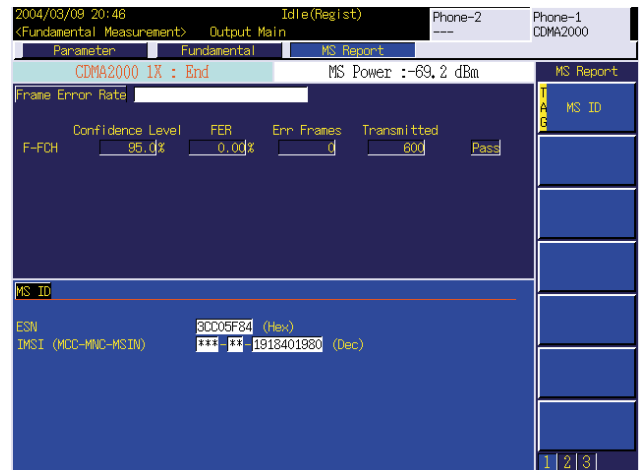 2004/03/09 20:46 Idle(Regist) Phone-2 Phone-1
<Fundamental Measurement> Output Main --- CDMA2000
Parameter Fundamental MS Report
CDMA2000 1X : End MS Power :-69.2 dBm MS Report
Frame Error Rate
TAG MS ID
Confidence Level FER Err Frames Transmitted
F-FCH 95.0% 0.00% 0 600 Pass
MS ID
ESN 3CC05F84 (Hex)
IMSI (MCC-MNC-MSIN) ***-**-1918401980 (Dec)
1 2 3